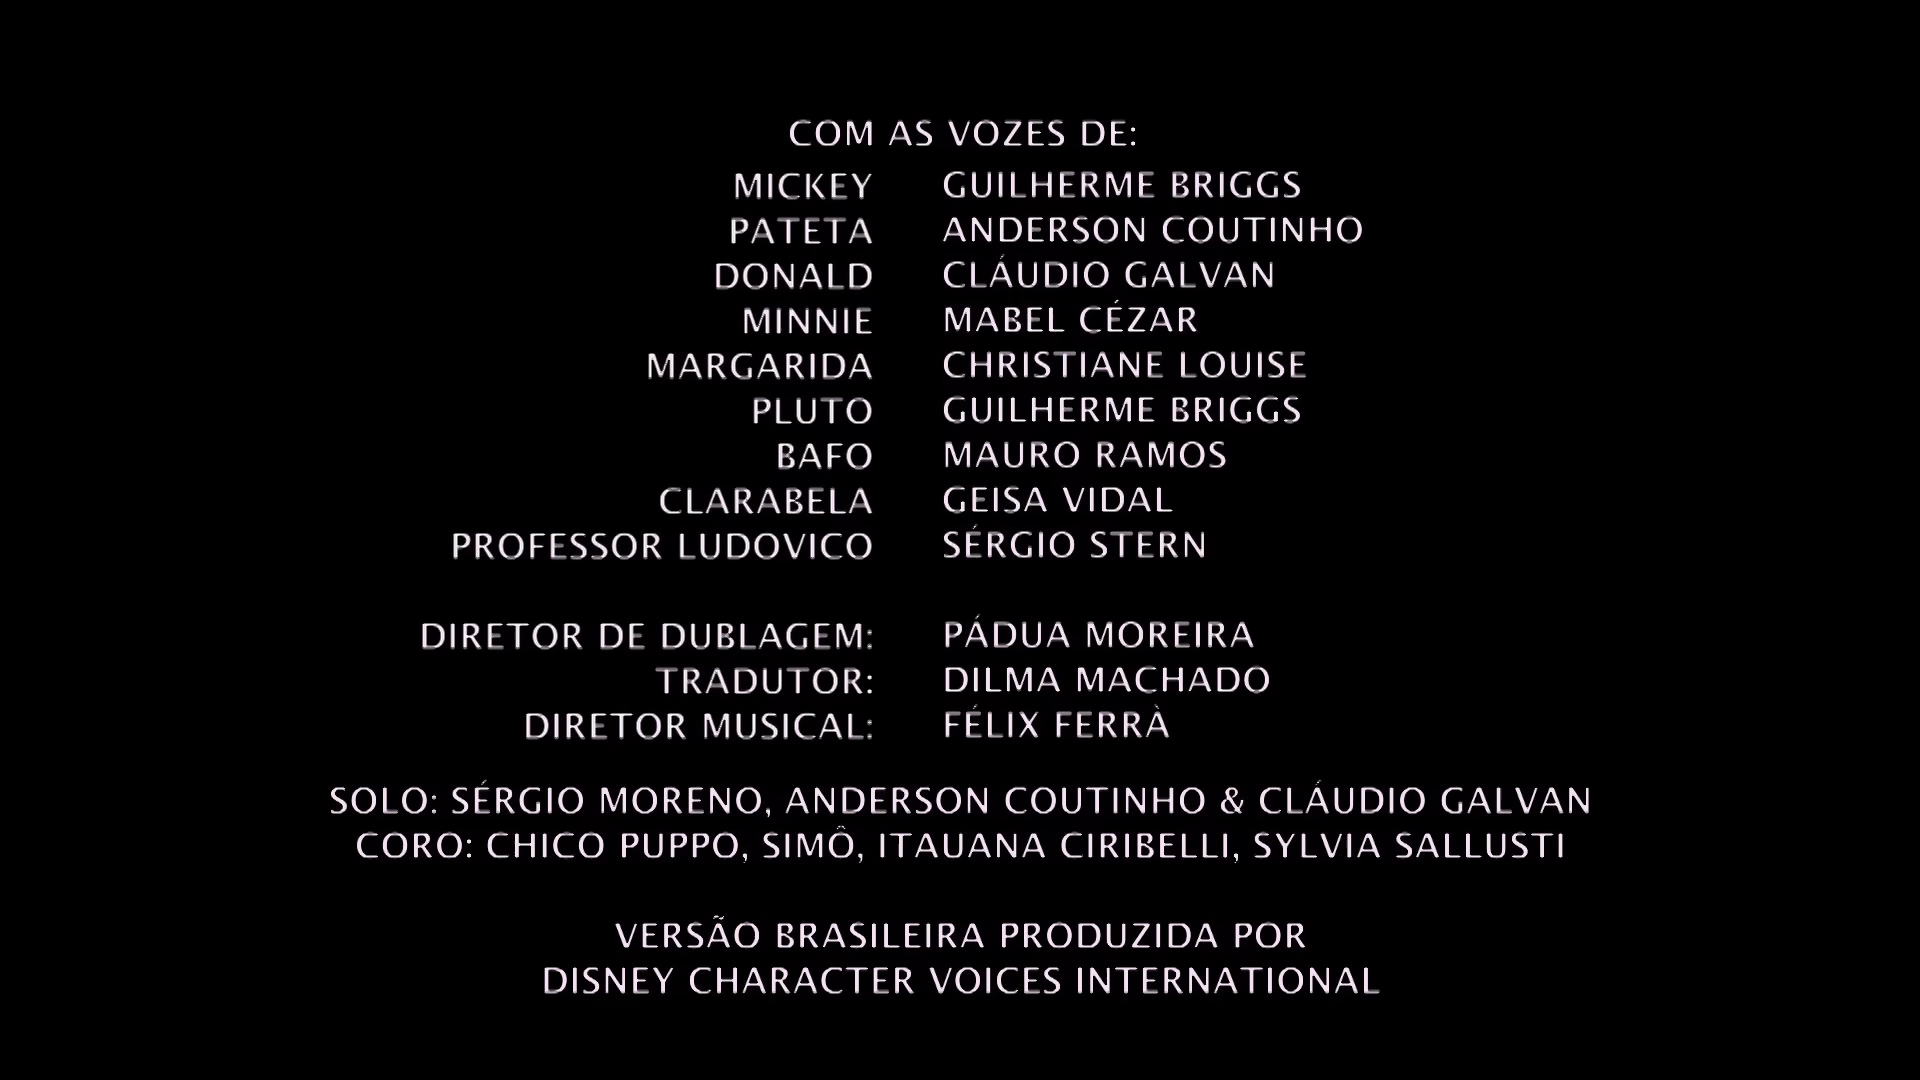 COM AS VOZES DE:
MICKEY GUILHERME BRIGGS
PATETA ANDERSON COUTINHO
DONALD CLÁUDIO GALVAN
MINNIE MABEL CÉZAR
MARGARIDA CHRISTIANE LOUISE
PLUTO GUILHERME BRIGGS
BAFO MAURO RAMOS
CLARABELA GEISA VIDAL
PROFESSOR LUDOVICO SÉRGIO STERN
DIRETOR DE DUBLAGEM: PÁDUA MOREIRA
TRADUTOR: DILMA MACHADO
DIRETOR MUSICAL: FÉLIX FERRÀ
SOLO: SÉRGIO MORENO, ANDERSON COUTINHO & CLÁUDIO GALVAN
CORO: CHICO PUPPO, SIMÔ, ITAUANA CIRIBELLI, SYLVIA SALLUSTI
VERSÃO BRASILEIRA PRODUZIDA POR
DISNEY CHARACTER VOICES INTERNATIONAL